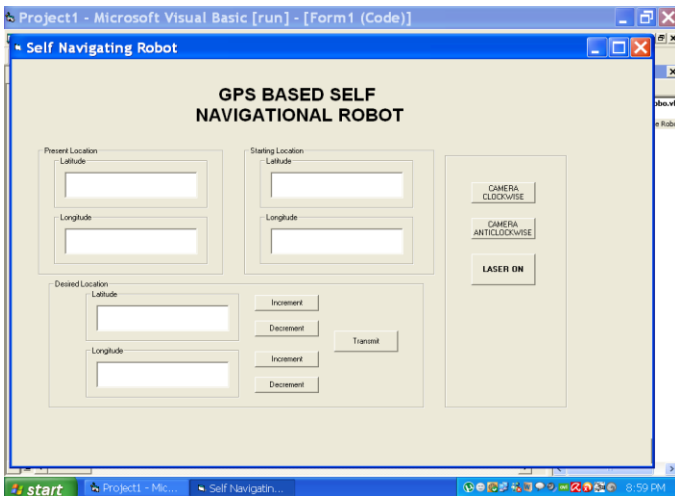 Project1 - Microsoft Visual Basic [run] - [Form1 (Code)]
Self Navigating Robot
GPS BASED SELF
NAVIGATIONAL ROBOT
Present Location
Latitude
Longitude
Starting Location
Latitude
Longitude
CAMERA
CLOCKWISE
CAMERA
ANTICLOCKWISE
LASER ON
Desired Location
Latitude
Increment
Decrement
Longitude
Increment
Decrement
Transmit
start
Project1 - Mic...
Self Navigatin...
8:59 PM